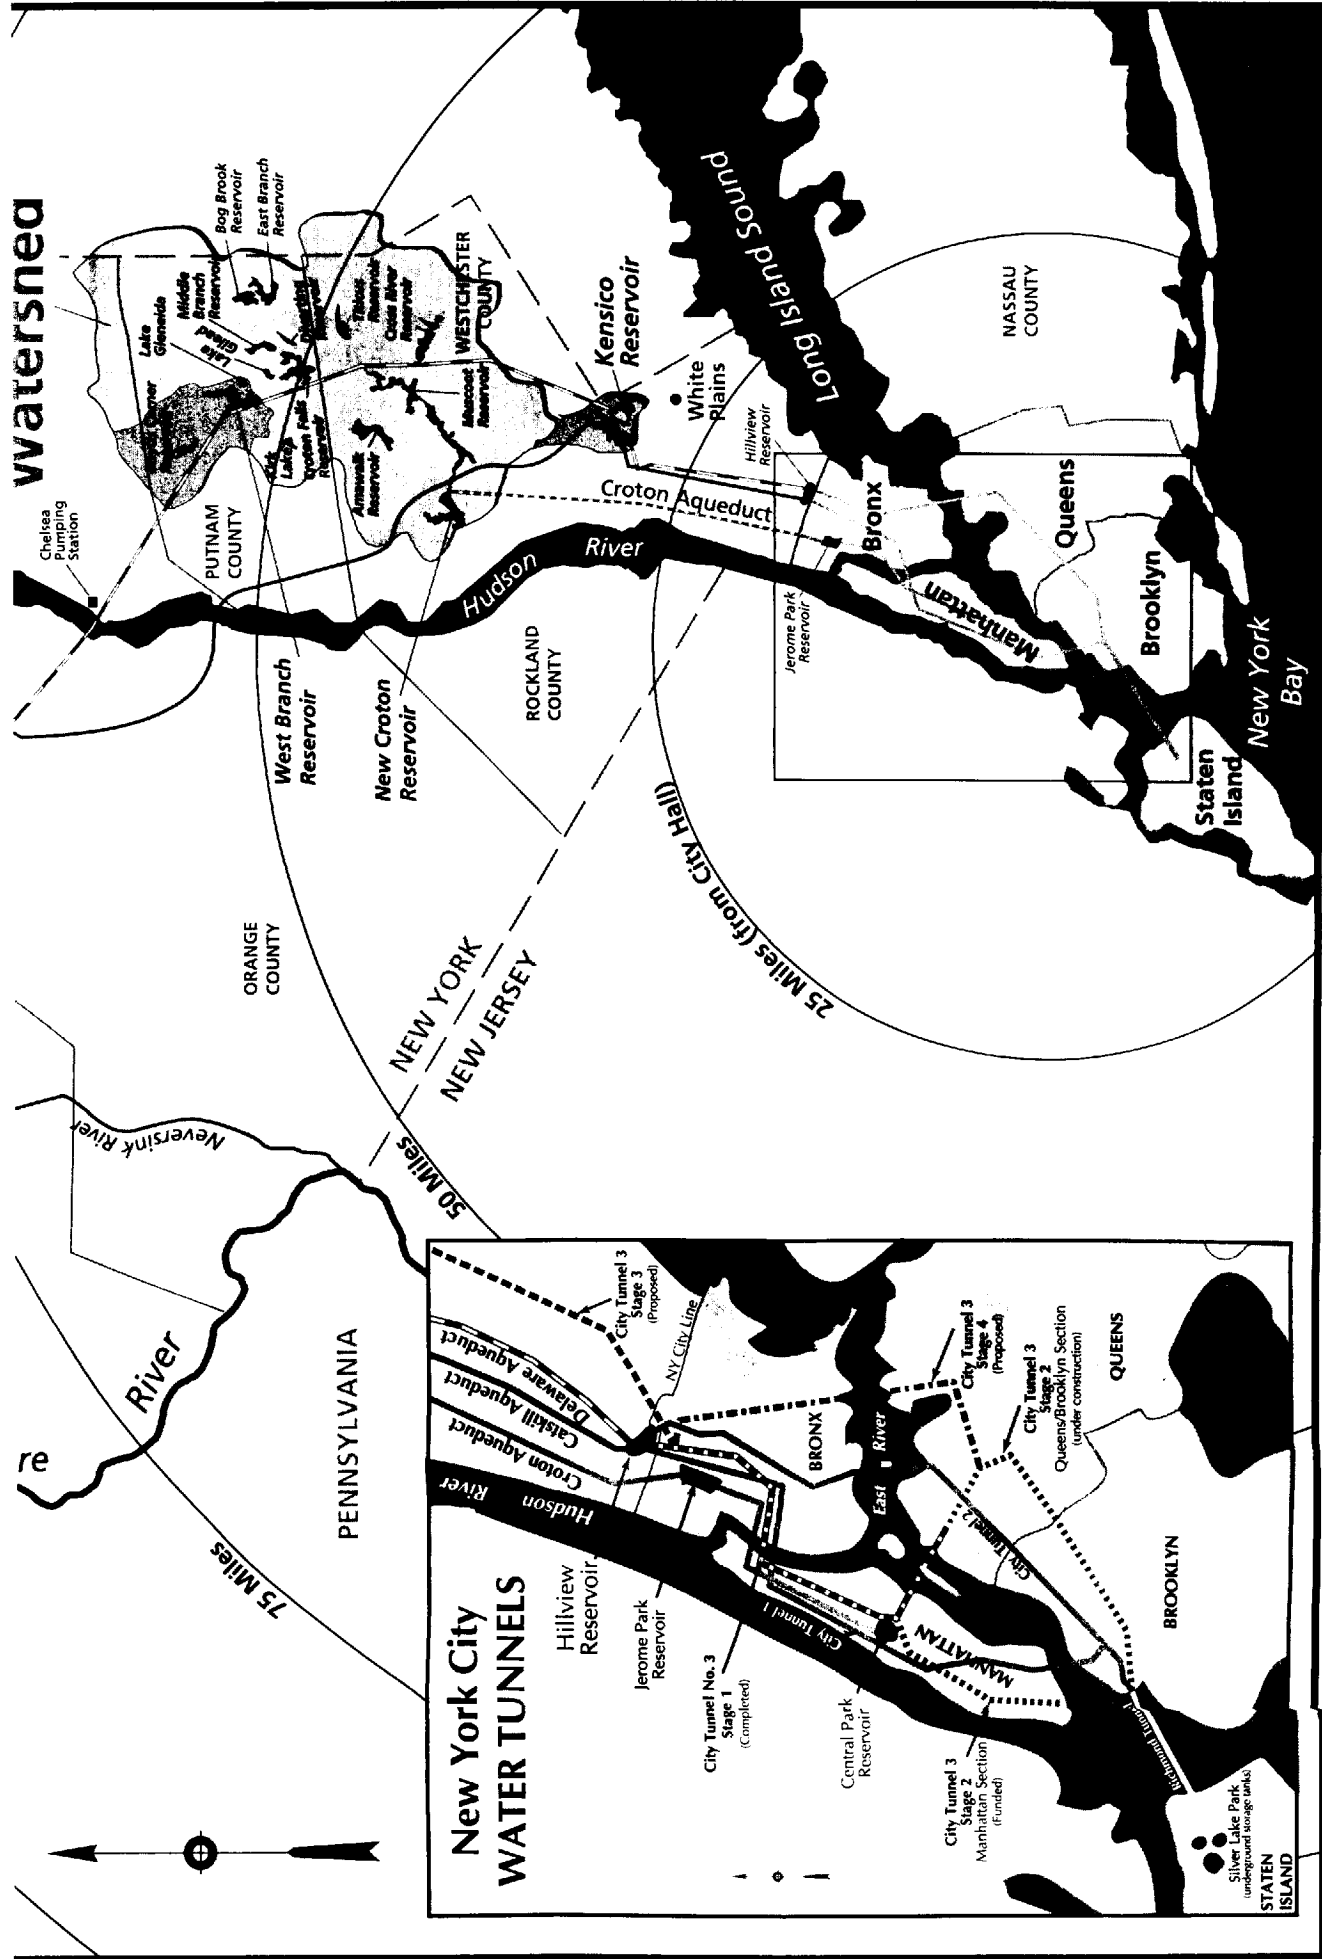 Watershed
Bog Brook
Reservoir
East Branch
Reservoir
Middle
Branch
Reservoir
Lake
Gleneida
Lake
Gilead
Diverting
Reservoir
Titicus
Reservoir
Cross River
Reservoir
WESTCHESTER
COUNTY
Kirk
Lake
Croton Falls
Reservoir
Amawalk
Reservoir
Muscoot
Reservoir
Kensico
Reservoir
White
Plains
Hillview
Reservoir
Long Island Sound
NASSAU
COUNTY
Chelsea
Pumping
Station
PUTNAM
COUNTY
Croton Aqueduct
Hudson River
Bronx
Queens
Manhattan
Brooklyn
Jerome Park
Reservoir
New York
Bay
Staten
Island
ROCKLAND
COUNTY
West Branch
Reservoir
New Croton
Reservoir
ORANGE
COUNTY
NEW YORK
NEW JERSEY
25 Miles (from City Hall)
50 Miles
75 Miles
Neversink River
re
River
PENNSYLVANIA
New York City
WATER TUNNELS
Delaware Aqueduct
Catskill Aqueduct
Croton Aqueduct
Hudson River
City Tunnel 3
Stage 3
(Proposed)
NY City Line
Hillview
Reservoir
Jerome Park
Reservoir
BRONX
East River
City Tunnel 3
Stage 4
(Proposed)
City Tunnel 3
Stage 2
Queens/Brooklyn Section
(under construction)
QUEENS
City Tunnel 1
City Tunnel 2
City Tunnel No. 3
Stage 1
(Completed)
MANHATTAN
Central Park
Reservoir
City Tunnel 3
Stage 2
Manhattan Section
(Funded)
BROOKLYN
Richmond Tunnel
Silver Lake Park
(underground storage tanks)
STATEN
ISLAND